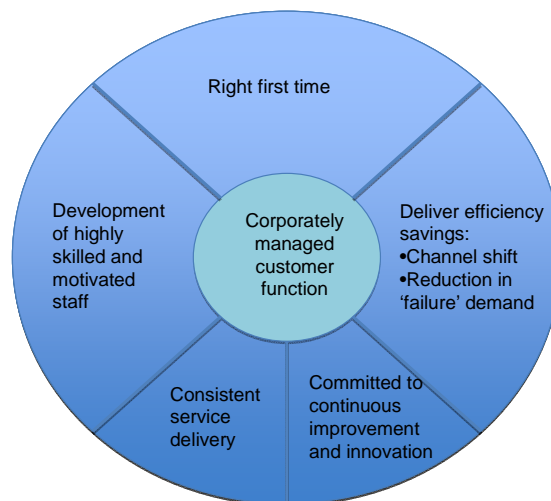 Right first time
Development
of highly
skilled and
motivated
staff
Corporately
managed
customer
function
Deliver efficiency
savings:
•Channel shift
•Reduction in
‘failure’ demand
Consistent
service
delivery
Committed to
continuous
improvement
and innovation